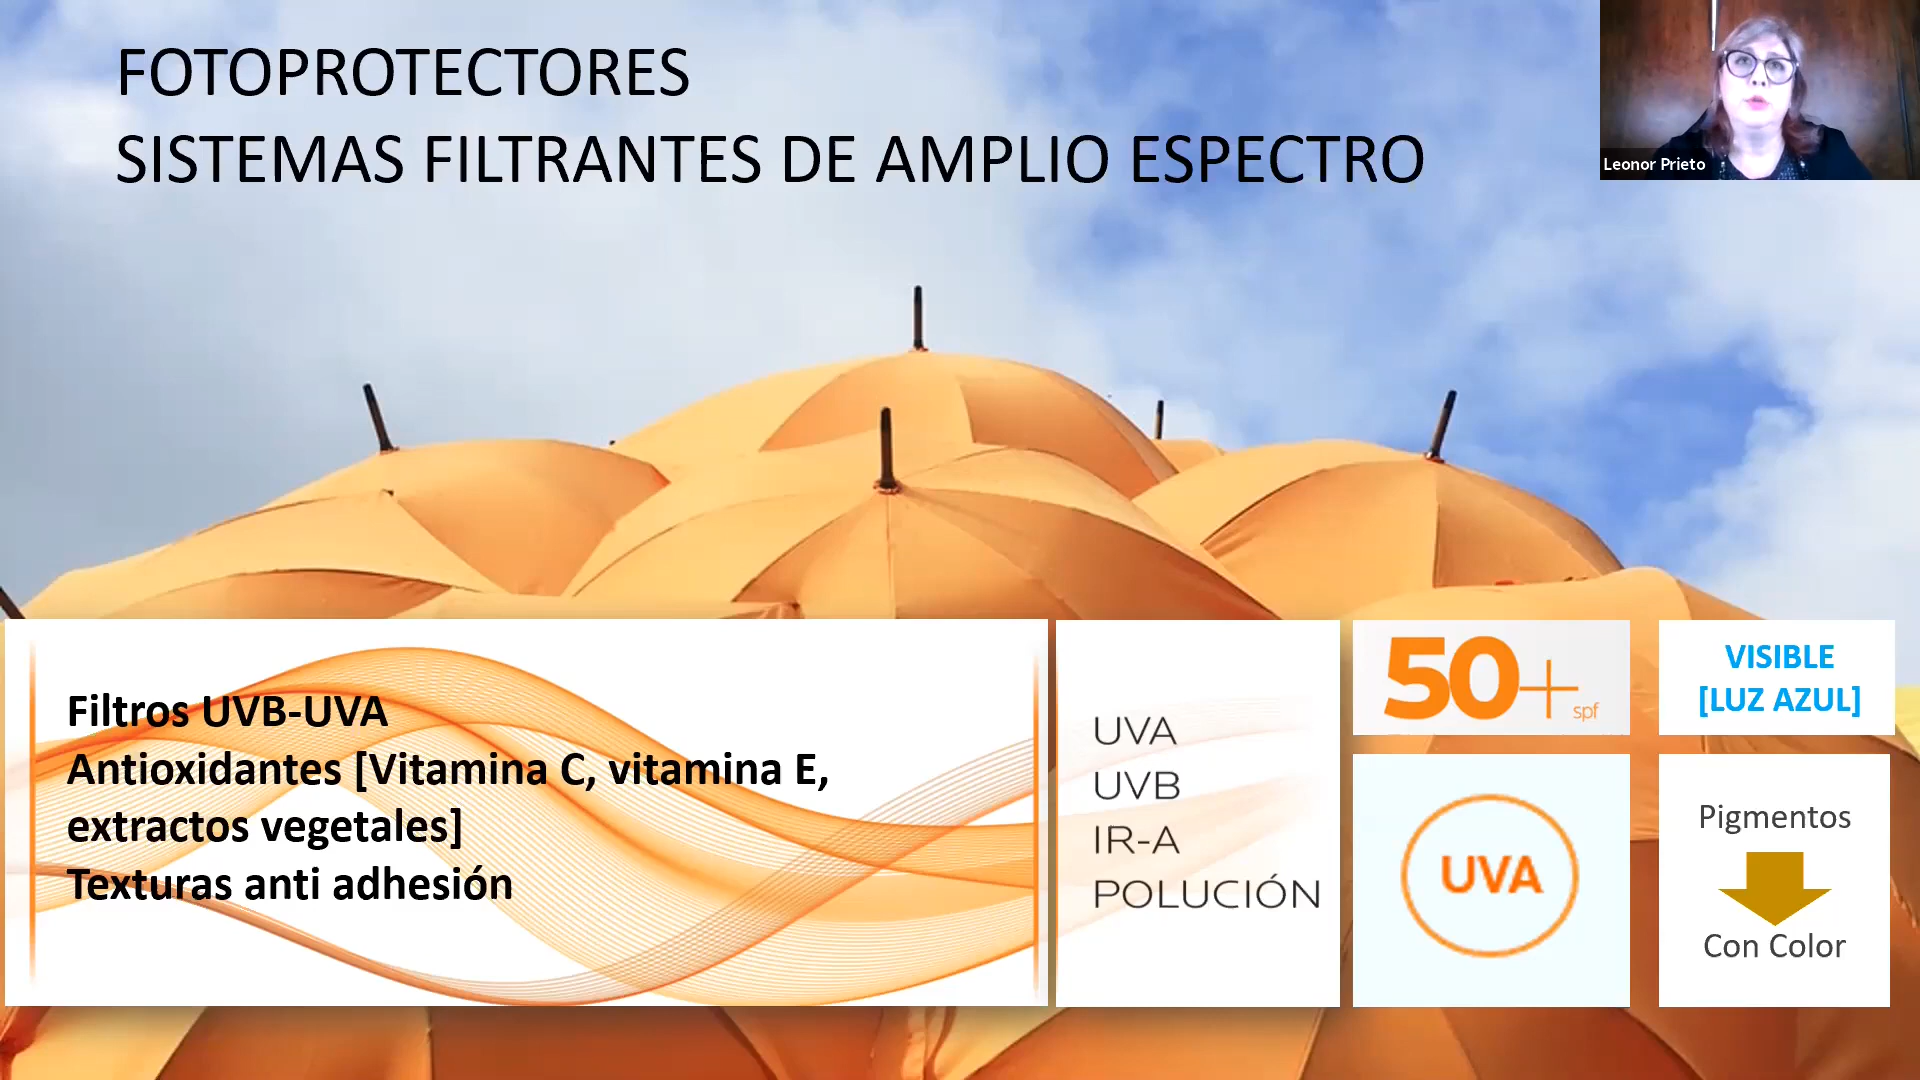 FOTOPROTECTORES
SISTEMAS FILTRANTES DE AMPLIO ESPECTRO
Leonor Prieto
Filtros UVB-UVA
Antioxidantes [Vitamina C, vitamina E,
extractos vegetales]
Texturas anti adhesión
UVA
UVB
IR-A
POLUCIÓN
50+ spf
UVA
VISIBLE
[LUZ AZUL]
Pigmentos
Con Color